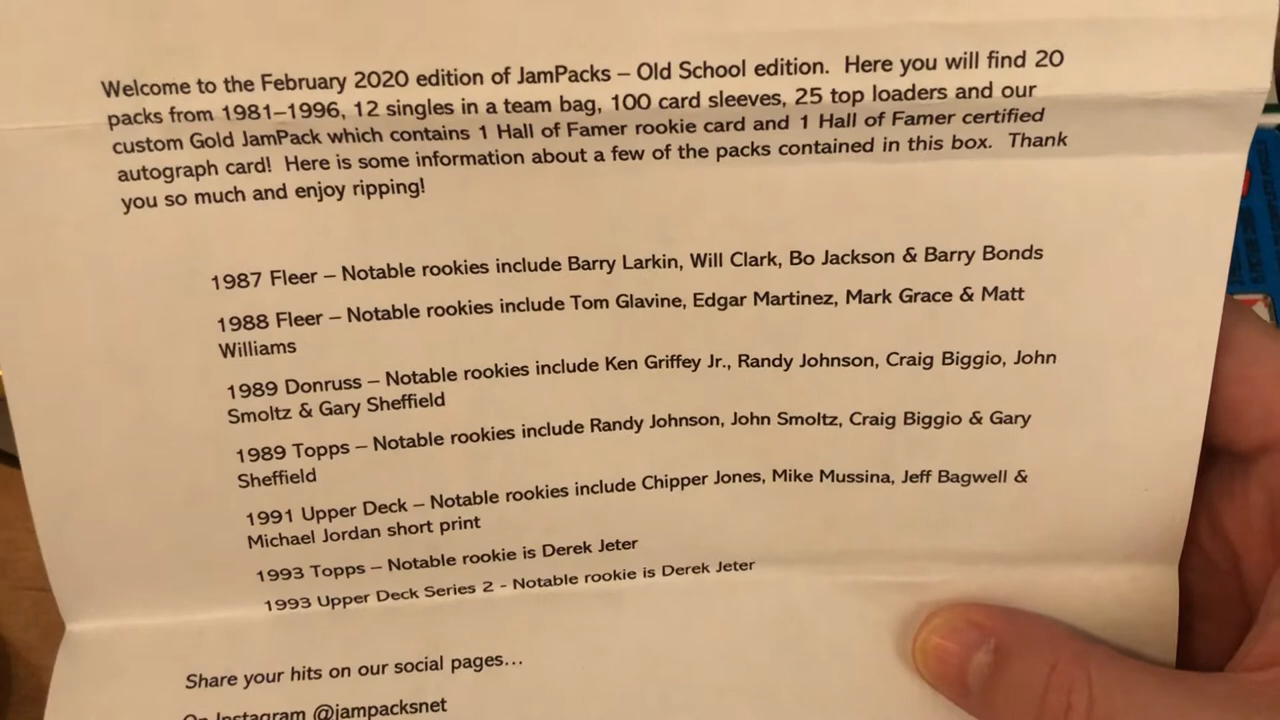 Welcome to the February 2020 edition of JamPacks – Old School edition. Here you will find 20
packs from 1981–1996, 12 singles in a team bag, 100 card sleeves, 25 top loaders and our
custom Gold JamPack which contains 1 Hall of Famer rookie card and 1 Hall of Famer certified
autograph card! Here is some information about a few of the packs contained in this box. Thank
you so much and enjoy ripping!
1987 Fleer – Notable rookies include Barry Larkin, Will Clark, Bo Jackson & Barry Bonds
1988 Fleer – Notable rookies include Tom Glavine, Edgar Martinez, Mark Grace & Matt
Williams
1989 Donruss – Notable rookies include Ken Griffey Jr., Randy Johnson, Craig Biggio, John
Smoltz & Gary Sheffield
1989 Topps – Notable rookies include Randy Johnson, John Smoltz, Craig Biggio & Gary
Sheffield
1991 Upper Deck – Notable rookies include Chipper Jones, Mike Mussina, Jeff Bagwell &
Michael Jordan short print
1993 Topps – Notable rookie is Derek Jeter
1993 Upper Deck Series 2 - Notable rookie is Derek Jeter
Share your hits on our social pages...
On Instagram @jampacksnet